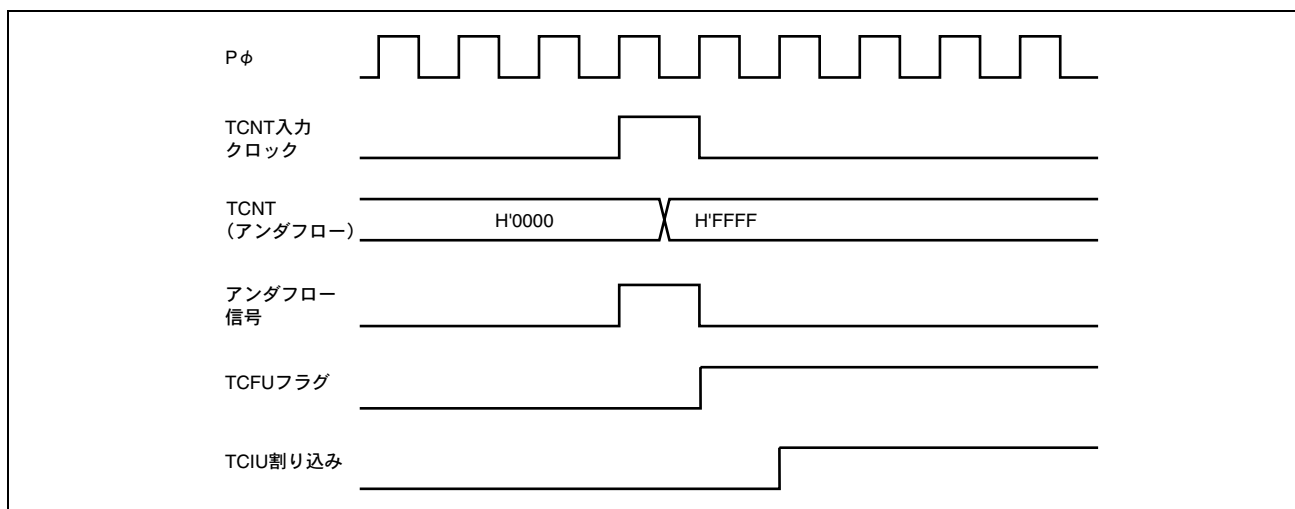 Pφ
TCNT入力
クロック
TCNT
（アンダフロー）
H'0000
H'FFFF
アンダフロー
信号
TCFUフラグ
TCIU割り込み